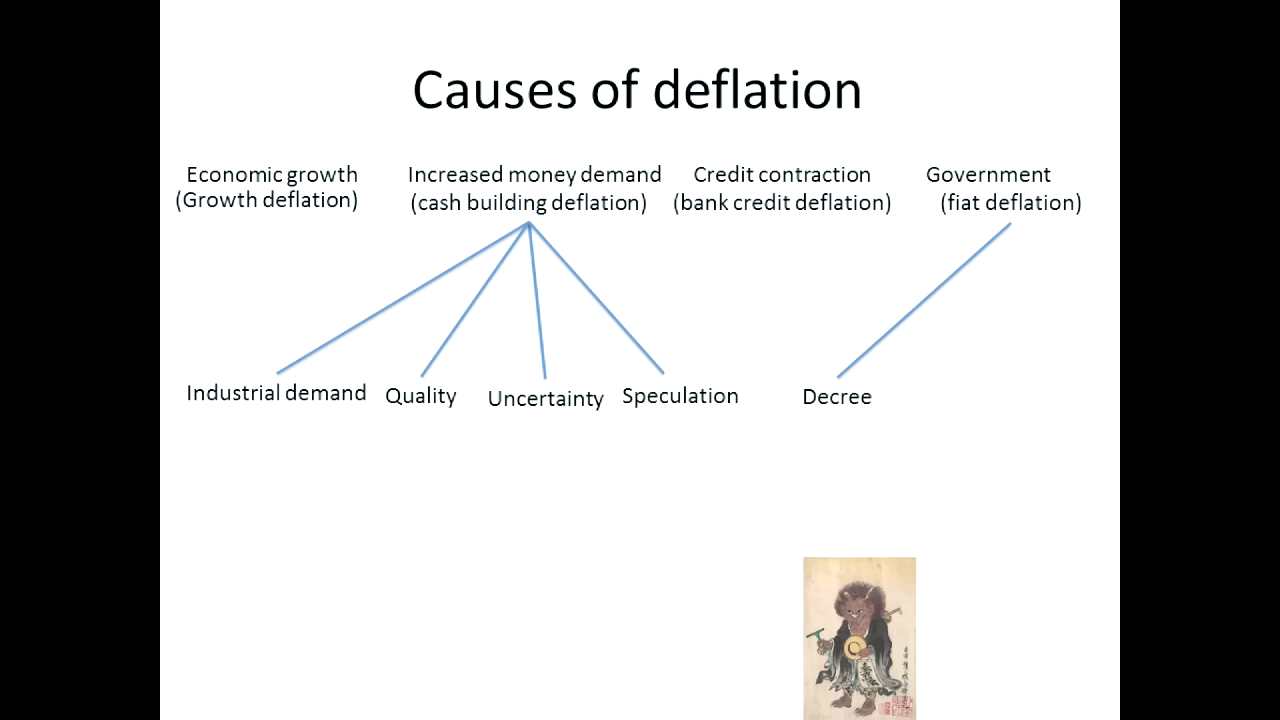 Causes of deflation
Economic growth
(Growth deflation)
Increased money demand
(cash building deflation)
Credit contraction
(bank credit deflation)
Government
(fiat deflation)
Industrial demand
Quality
Uncertainty
Speculation
Decree